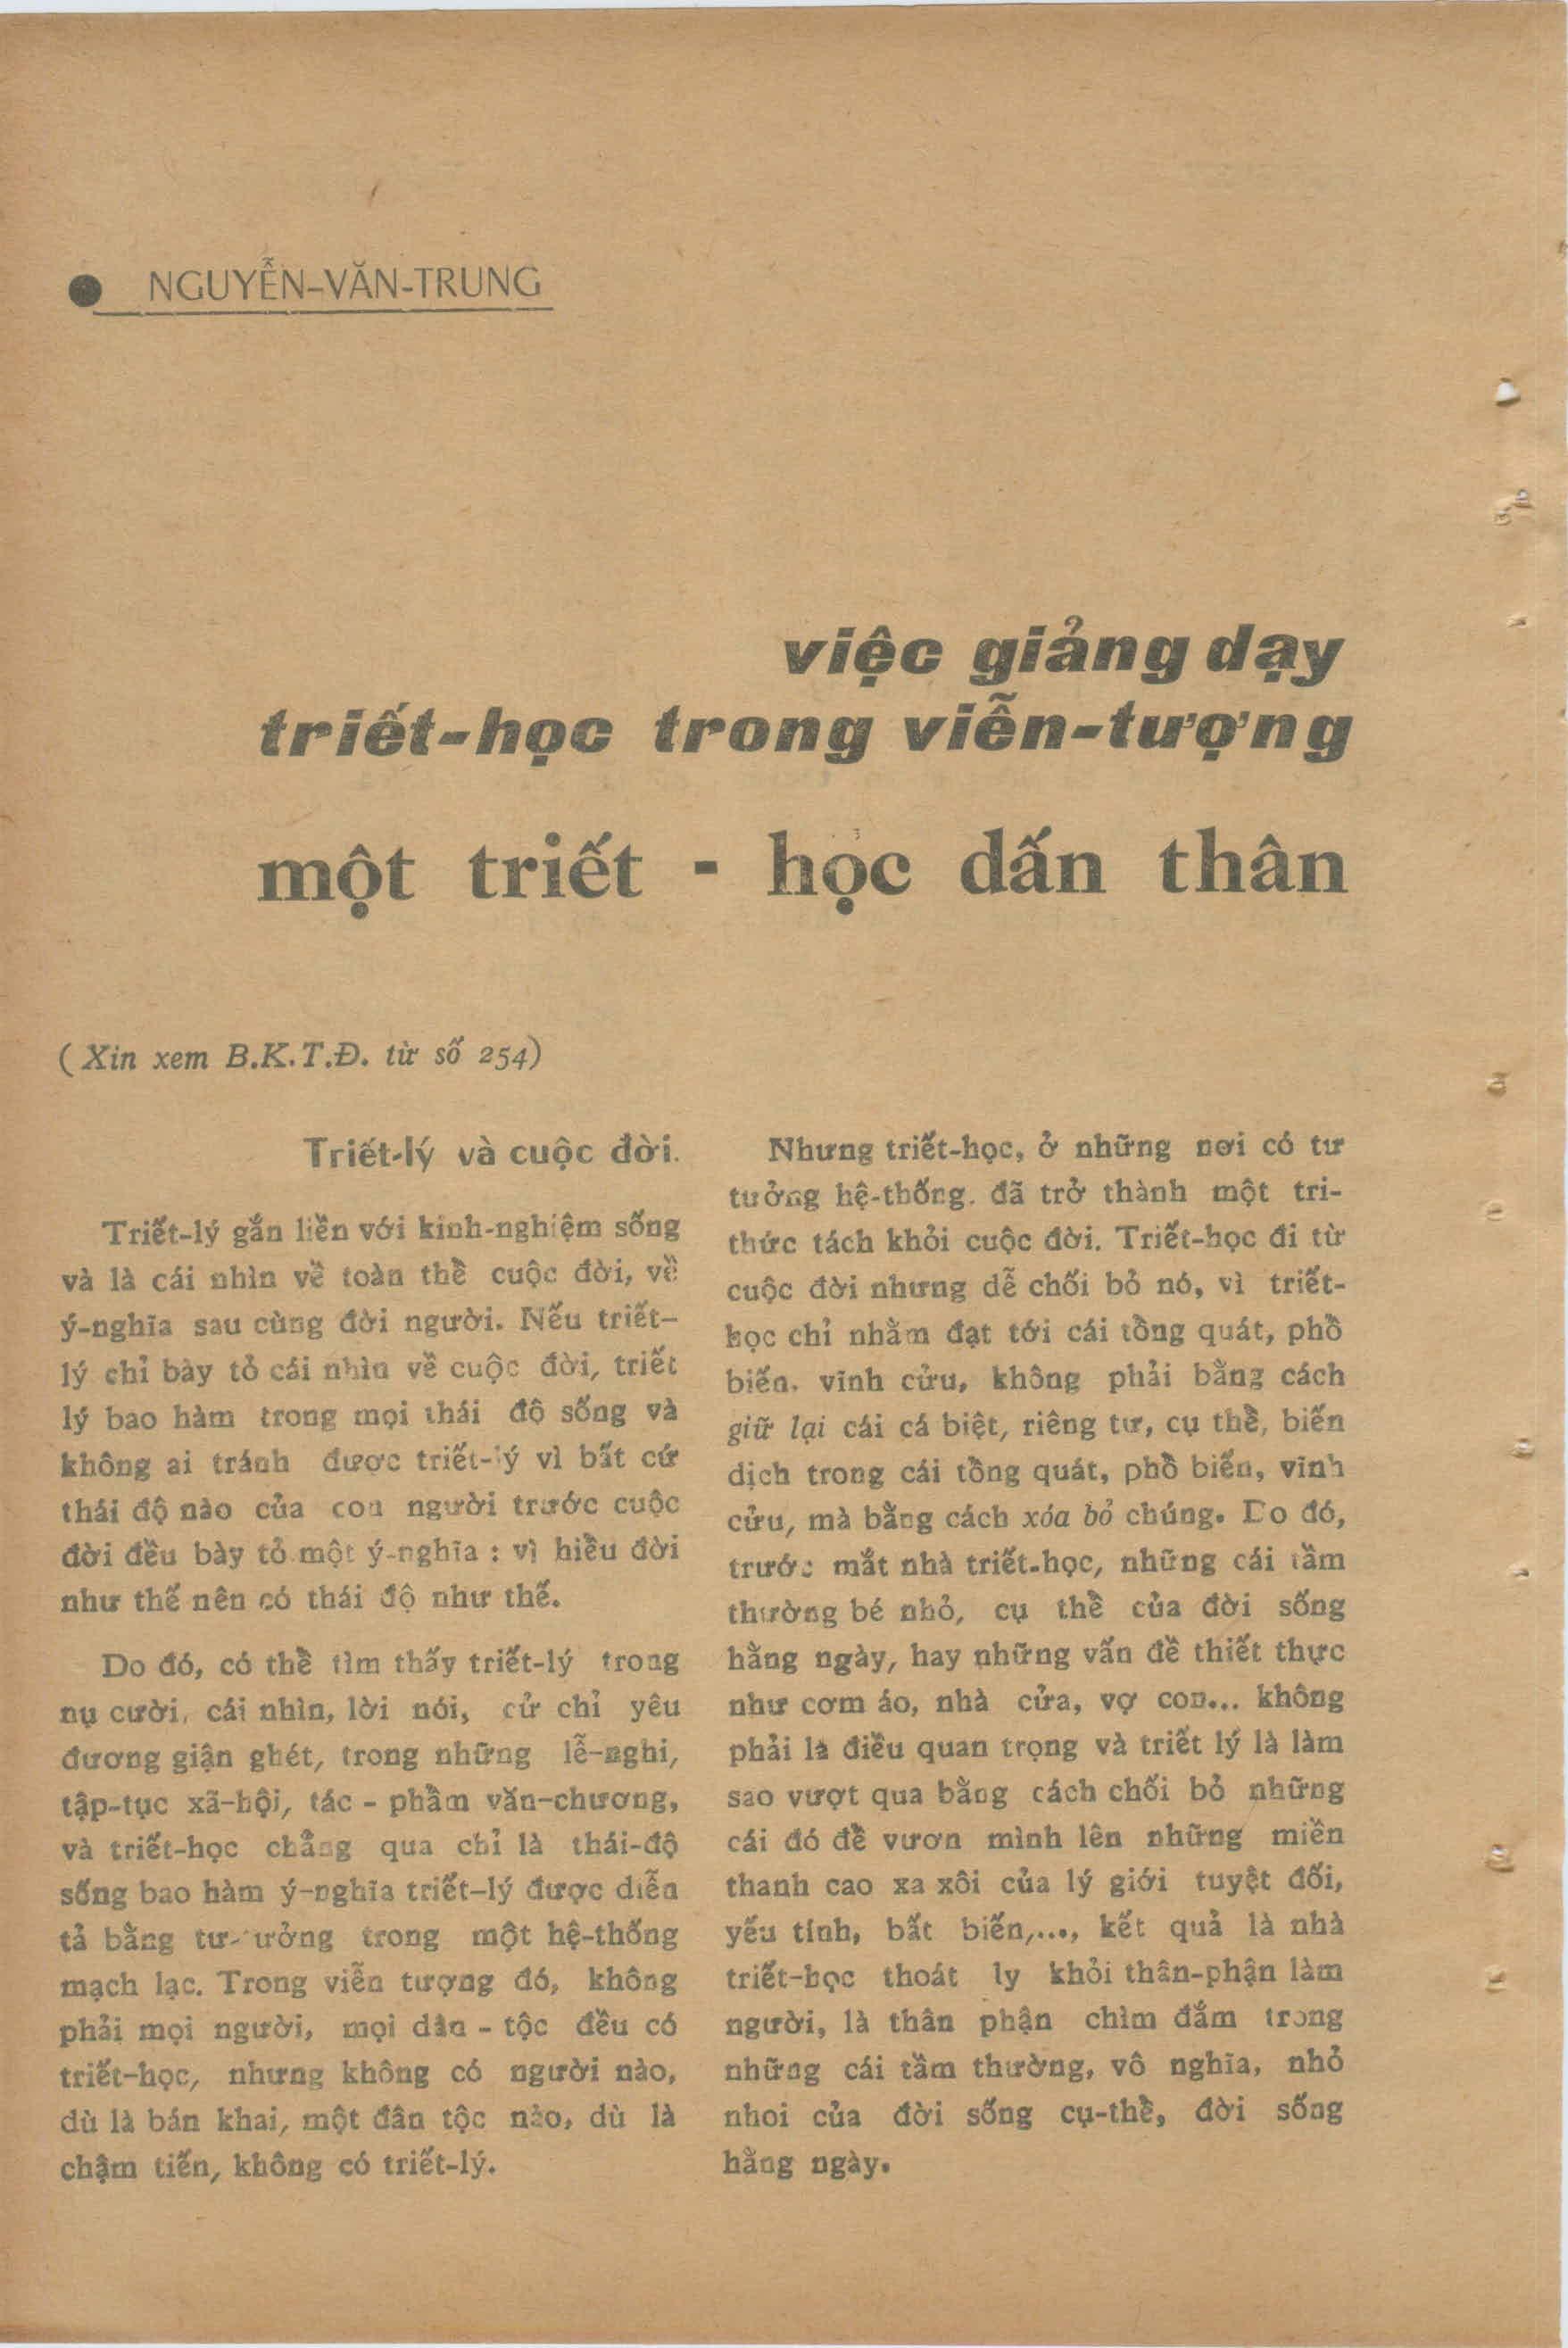 ● NGUYỄN-VĂN-TRUNG
việc giảng dạy
triết-học trong viễn-tượng
một triết - học dấn thân
(Xin xem B.K.T.Đ. từ số 254)
Triết-lý và cuộc đời.
Triết-lý gắn liền với kinh-nghiệm sống
và là cái nhìn về toàn thể cuộc đời, về
ý-nghĩa sau cùng đời người. Nếu triết-
lý chỉ bày tỏ cái nhìn về cuộc đời, triết
lý bao hàm trong mọi thái độ sống và
không ai tránh được triết-lý vì bất cứ
thái độ nào của con người trước cuộc
đời đều bày tỏ một ý-nghĩa : vì hiểu đời
như thế nên có thái độ như thế.
Do đó, có thể tìm thấy triết-lý trong
nụ cười, cái nhìn, lời nói, cử chỉ yêu
đương giận ghét, trong những lễ-nghi,
tập-tục xã-hội, tác - phẩm văn-chương,
và triết-học chẳng qua chỉ là thái-độ
sống bao hàm ý-nghĩa triết-lý được diễn
tả bằng tư-tưởng trong một hệ-thống
mạch lạc. Trong viễn tượng đó, không
phải mọi người, mọi dân - tộc đều có
triết-học, nhưng không có người nào,
dù là bán khai, một dân tộc nào, dù là
chậm tiến, không có triết-lý.
Nhưng triết-học, ở những nơi có tư
tưởng hệ-thống. đã trở thành một tri-
thức tách khỏi cuộc đời. Triết-học đi từ
cuộc đời nhưng dễ chối bỏ nó, vì triết-
học chỉ nhằm đạt tới cái tổng quát, phổ
biến, vĩnh cửu, không phải bằng cách
giữ lại cái cá biệt, riêng tư, cụ thể, biến
dịch trong cái tổng quát, phổ biến, vĩnh
cửu, mà bằng cách xóa bỏ chúng. Do đó,
trước mắt nhà triết-học, những cái tầm
thường bé nhỏ, cụ thể của đời sống
hằng ngày, hay những vấn đề thiết thực
như cơm áo, nhà cửa, vợ con... không
phải là điều quan trọng và triết lý là làm
sao vượt qua bằng cách chối bỏ những
cái đó để vươn mình lên những miền
thanh cao xa xôi của lý giới tuyệt đối,
yếu tính, bất biến,..., kết quả là nhà
triết-học thoát ly khỏi thân-phận làm
người, là thân phận chìm đắm trong
những cái tầm thường, vô nghĩa, nhỏ
nhoi của đời sống cụ-thể, đời sống
hằng ngày.